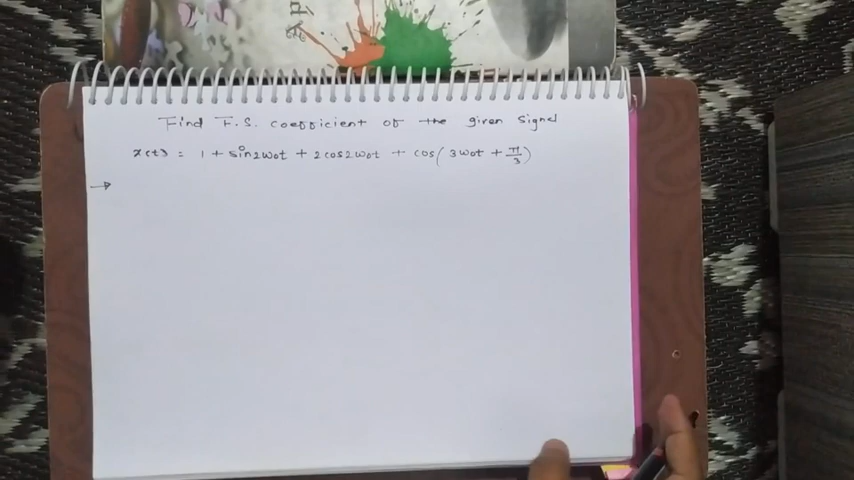 Find F.S. coefficient of the given signal
x(t) = 1 + sin2ω₀t + 2cos2ω₀t + cos(3ω₀t + π/3)
→